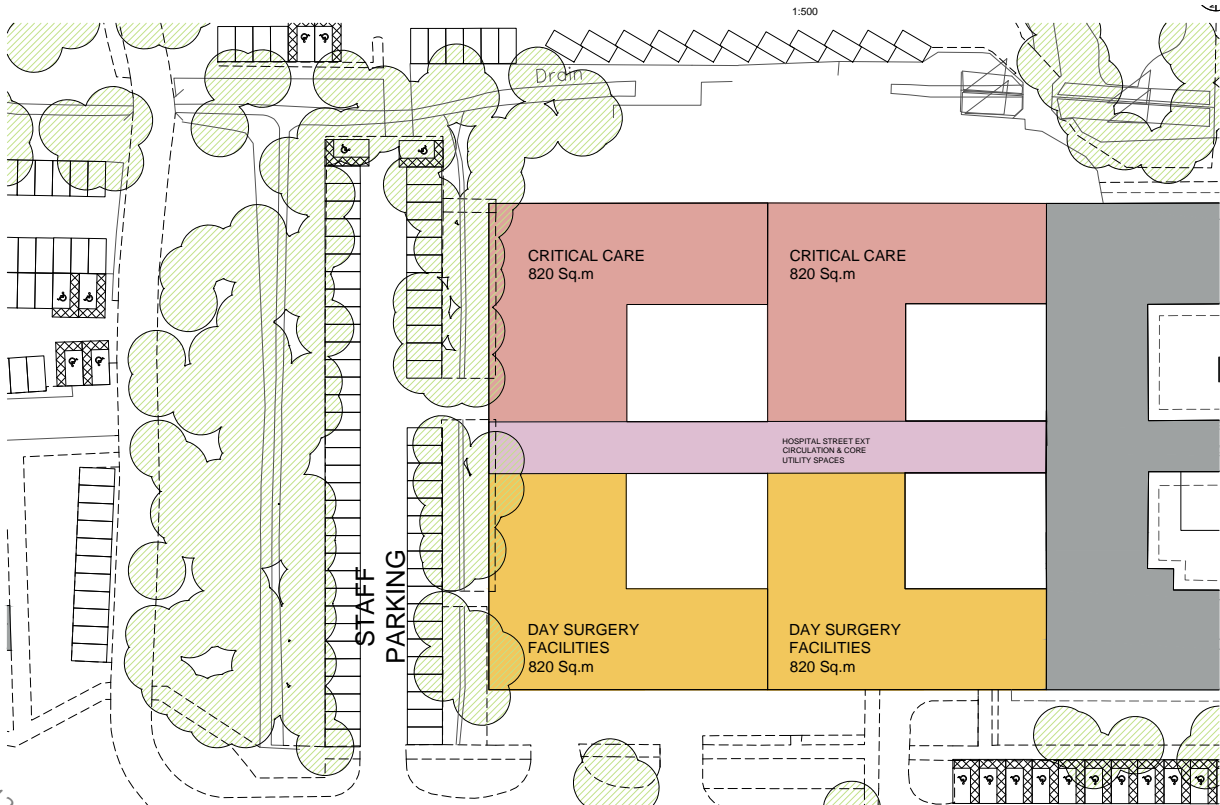 1:500
Drain
CRITICAL CARE
820 Sq.m
CRITICAL CARE
820 Sq.m
HOSPITAL STREET EXT
CIRCULATION & CORE
UTILITY SPACES
STAFF
PARKING
DAY SURGERY
FACILITIES
820 Sq.m
DAY SURGERY
FACILITIES
820 Sq.m